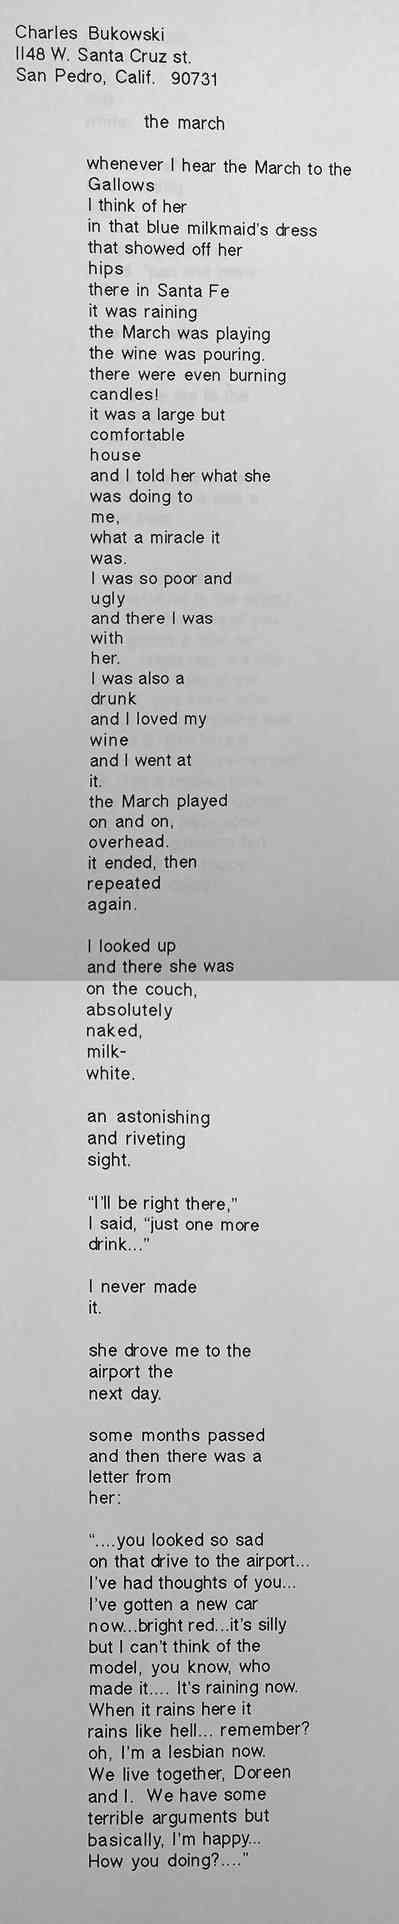 Charles Bukowski
1148 W. Santa Cruz st.
San Pedro, Calif. 90731
the march
whenever I hear the March to the
Gallows
I think of her
in that blue milkmaid's dress
that showed off her
hips
there in Santa Fe
it was raining
the March was playing
the wine was pouring.
there were even burning
candles!
it was a large but
comfortable
house
and I told her what she
was doing to
me,
what a miracle it
was.
I was so poor and
ugly
and there I was
with
her.
I was also a
drunk
and I loved my
wine
and I went at
it.
the March played
on and on,
overhead.
it ended, then
repeated
again.
I looked up
and there she was
on the couch,
absolutely
naked,
milk-
white.
an astonishing
and riveting
sight.
"I'll be right there,"
I said, "just one more
drink..."
I never made
it.
she drove me to the
airport the
next day.
some months passed
and then there was a
letter from
her:
"....you looked so sad
on that drive to the airport...
I've had thoughts of you...
I've gotten a new car
now...bright red...it's silly
but I can't think of the
model, you know, who
made it.... It's raining now.
When it rains here it
rains like hell... remember?
oh, I'm a lesbian now.
We live together, Doreen
and I. We have some
terrible arguments but
basically, I'm happy...
How you doing?...."